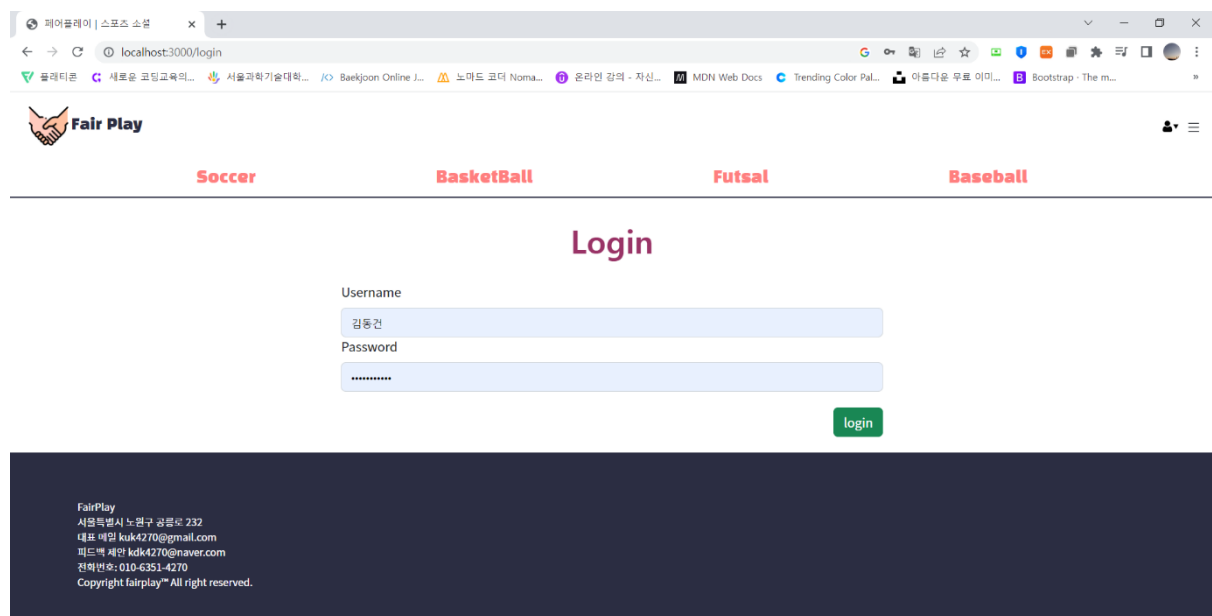 페어플레이 | 스포츠 소셜
localhost:3000/login
플래티콘 새로운 코딩교육의... 서울과학기술대학... Baekjoon Online J... 노마드 코더 Noma... 온라인 강의 - 자신... MDN Web Docs Trending Color Pal... 아름다운 무료 이미... Bootstrap · The m... »
Fair Play
Soccer BasketBall Futsal Baseball
Login
Username
김동건
Password
login
FairPlay
서울특별시 노원구 공릉로 232
대표 메일 kuk4270@gmail.com
피드백 제안 kdk4270@naver.com
전화번호: 010-6351-4270
Copyright fairplay™ All right reserved.